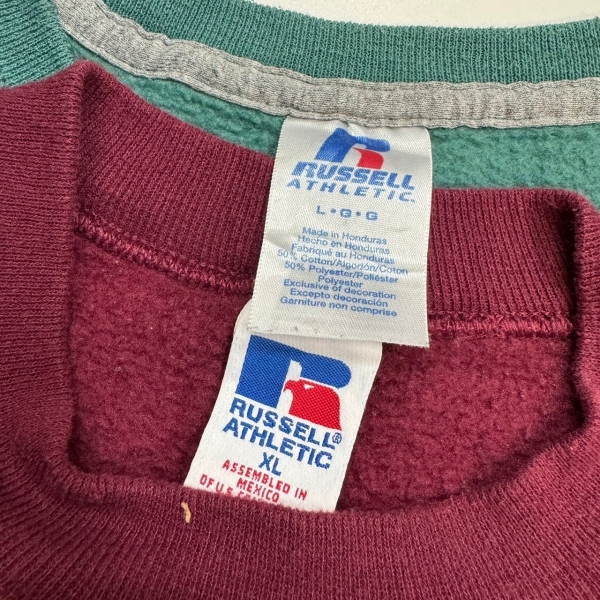 RUSSELL
ATHLETIC
L•G•G
Made in Honduras
Hecho en Honduras
Fabriqué au Honduras
50% Cotton/Algodón/Coton
50% Polyester/Poliéster
Polyester
Exclusive of decoration
Excepto decoración
Garniture non comprise
RUSSELL®
ATHLETIC
XL
ASSEMBLED IN
MEXICO
OF U.S.